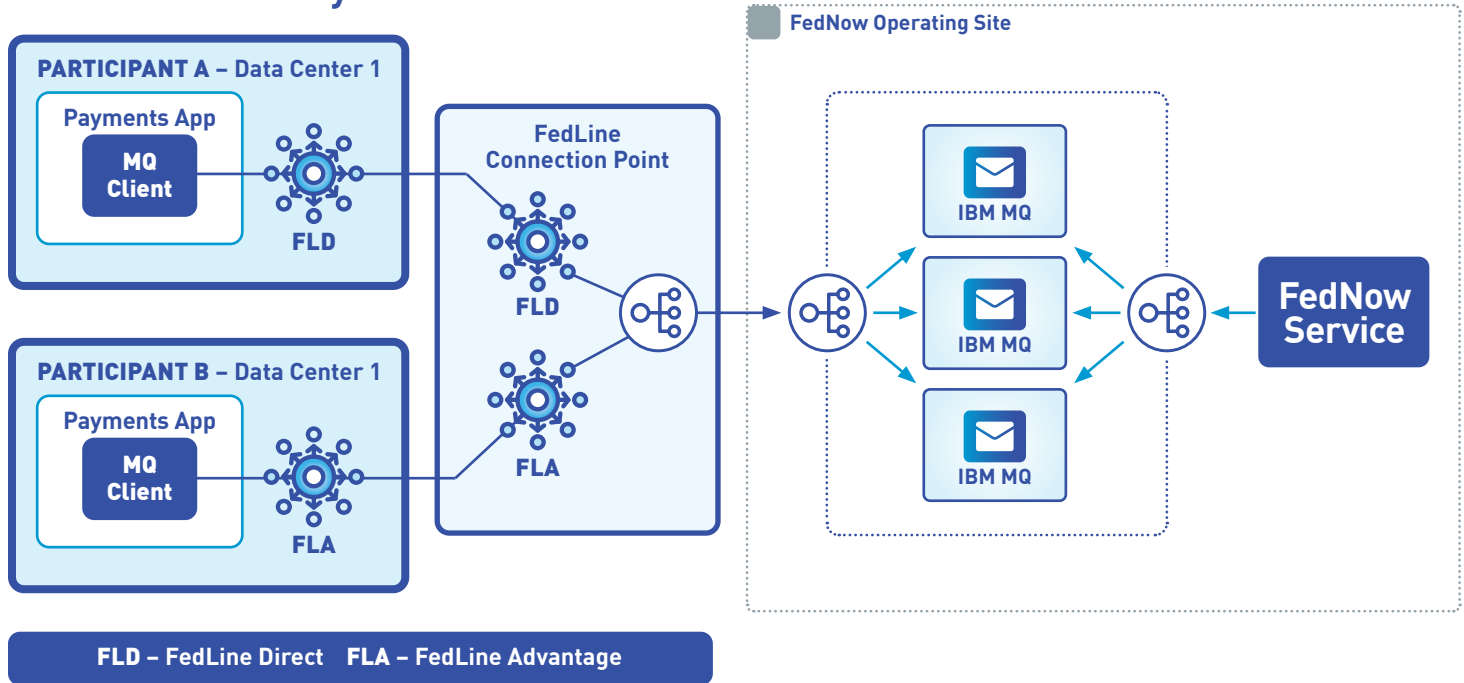 PARTICIPANT A – Data Center 1
Payments App
MQ
Client
FLD
PARTICIPANT B – Data Center 1
Payments App
MQ
Client
FLA
FedLine
Connection Point
FLD
FLA
FedNow Operating Site
IBM MQ
IBM MQ
IBM MQ
FedNow
Service
FLD – FedLine Direct FLA – FedLine Advantage